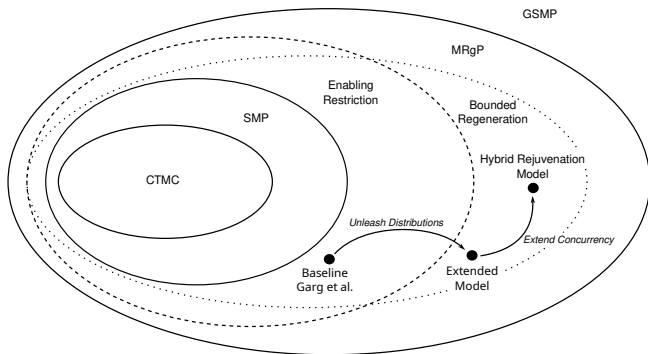 GSMP
MRgP
Enabling
Restriction
Bounded
Regeneration
SMP
Hybrid Rejuvenation
Model
CTMC
Unleash Distributions
Extend Concurrency
Baseline
Garg et al.
Extended
Model